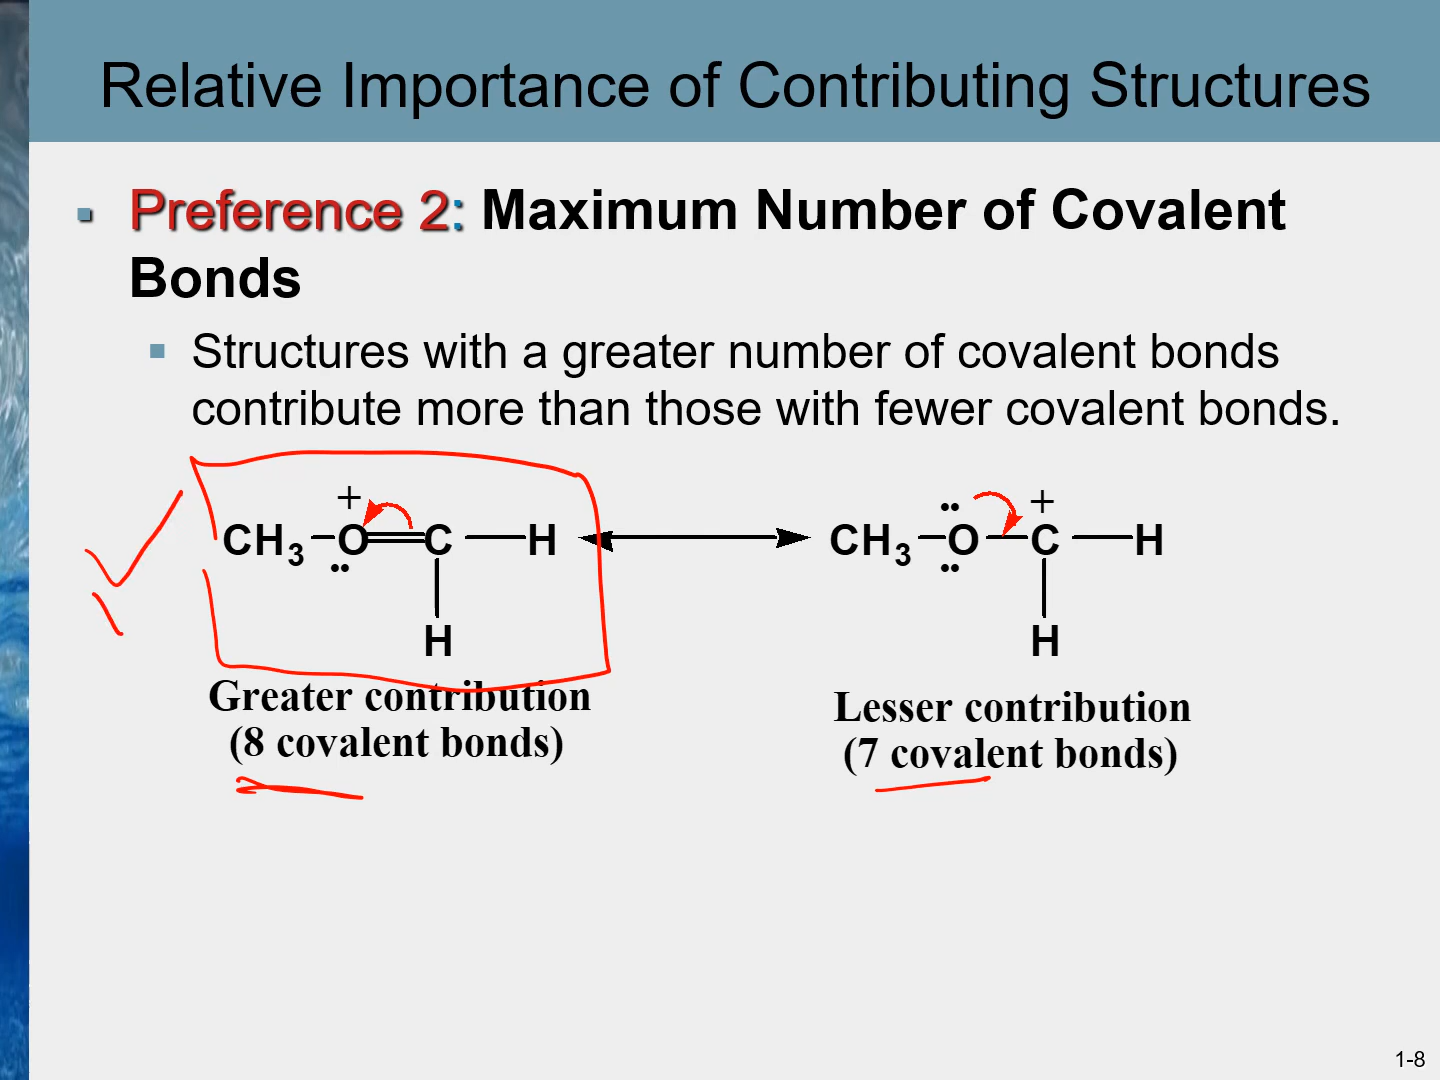 Relative Importance of Contributing Structures
Preference 2: Maximum Number of Covalent
Bonds
Structures with a greater number of covalent bonds
contribute more than those with fewer covalent bonds.
+ +
CH3 O C H CH3 O C H
H H
Greater contribution
(8 covalent bonds)
Lesser contribution
(7 covalent bonds)
1-8